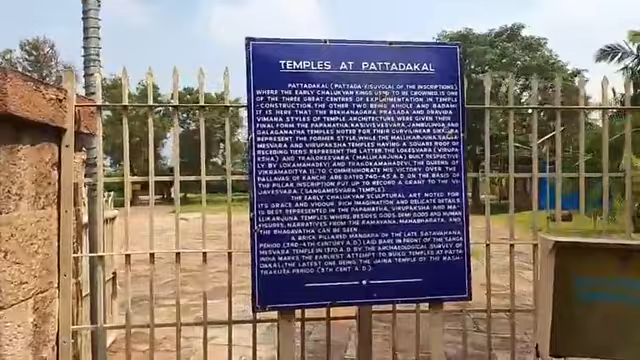 TEMPLES AT PATTADAKAL
PATTADAKAL (PATTADA-KISUVOLAL OF THE INSCRIPTIONS),
WHERE THE EARLY CHALUKYAN KINGS USED TO BE CROWNED IS ONE
OF THE THREE GREAT CENTRES OF EXPERIMENTATION IN TEMPLE
CONSTRUCTION, THE OTHER TWO BEING AIHOLE AND BADAMI
IT IS HERE THAT THE REKHANAGARA PRASADA AND DRAVIDA
VIMANA STYLES OF TEMPLE ARCHITECTURE WERE GIVEN THEIR
FINAL FORM. THE PAPANATHA, KASIVISVESVARA, JAMBULINGA AND
GALAGANATHA TEMPLES NOTED FOR THEIR CURVILINEAR
REPRESENT THE FORMER STYLE, WHILE THE MALLIKARJUNA, SANGA-
MESVARA AND VIRUPAKSHA TEMPLES HAVING A SQUARE ROOF OF
RECEDING TIERS REPRESENT THE LATTER. THE LOKESVARA (VIRUPA-
KSHA) AND TRAILOKESVARA (MALLIKARJUNA) BUILT RESPECTIVE-
LY BY LOKAMAHADEVI AND TRAILOKAMAHADEVI, THE QUEENS OF
VIKRAMADITYA II, TO COMMEMORATE HIS VICTORY OVER THE
PALLAVAS OF KANCHI ARE DATED 740-45 A.D. ON THE BASIS OF
THE PILLAR INSCRIPTION PUT UP TO RECORD A GRANT TO THE VI-
JAYESVARA (SANGAMESVARA TEMPLE).
THE EARLY CHALUKYAN SCULPTURAL ART NOTED FOR
ITS GRACE AND VIGOUR, RICH IMAGINATION AND DELICATE DETAILS
IS BEST REPRESENTED IN THE PAPANATHA, VIRUPAKSHA AND MA-
LLIKARJUNA TEMPLES WHERE BESIDES GODS, DEMI-GODS AND HUMAN
FIGURES, NARRATIVES FROM THE RAMAYANA, MAHABHARATA, AND
THE BHAGAVATHA CAN BE SEEN.
A BRICK PILLARED MANDAPA OF THE LATE SATAVAHANA
PERIOD (3RD-4TH CENTURY A.D.) LAID BARE IN FRONT OF THE SANGA-
MESVARA TEMPLE IN 1970 A.D. BY THE ARCHAEOLOGICAL SURVEY OF
INDIA MARKS THE EARLIEST ATTEMPT TO BUILD TEMPLES AT PATTA-
DAKAL, THE LATEST ONE BEING THE JAINA TEMPLE OF THE RASH-
TRAKUTA PERIOD (9TH CENT. A.D.)